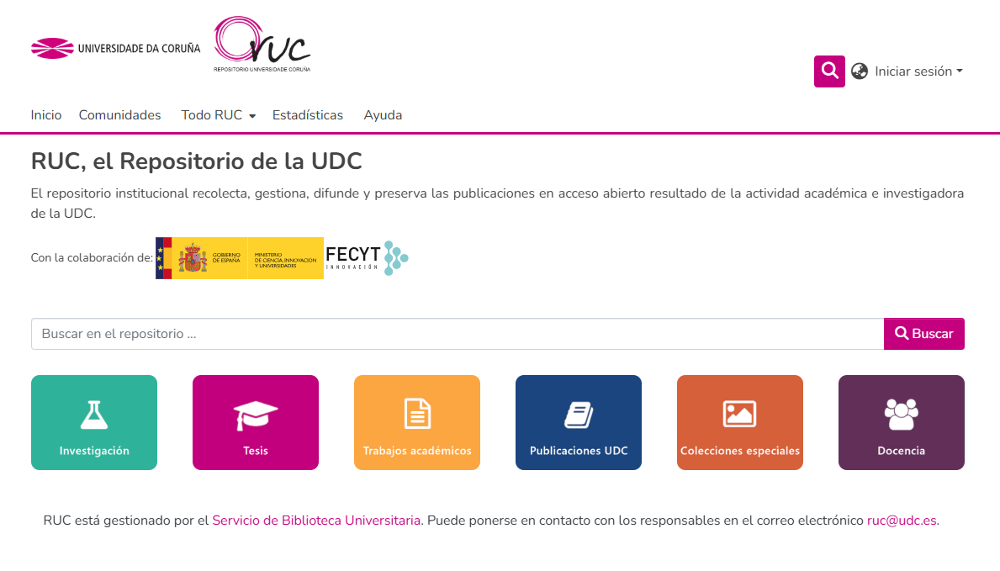 UNIVERSIDADE DA CORUÑA
RUC
REPOSITORIO UNIVERSIDADE CORUÑA
Iniciar sesión
Inicio Comunidades Todo RUC Estadísticas Ayuda
RUC, el Repositorio de la UDC
El repositorio institucional recolecta, gestiona, difunde y preserva las publicaciones en acceso abierto resultado de la actividad académica e investigadora
de la UDC.
Con la colaboración de:
GOBIERNO
DE ESPAÑA
MINISTERIO
DE CIENCIA, INNOVACIÓN
Y UNIVERSIDADES
FECYT
INNOVACIÓN
Buscar en el repositorio ... Buscar
Investigación Tesis Trabajos académicos Publicaciones UDC Colecciones especiales Docencia
RUC está gestionado por el Servicio de Biblioteca Universitaria. Puede ponerse en contacto con los responsables en el correo electrónico ruc@udc.es.